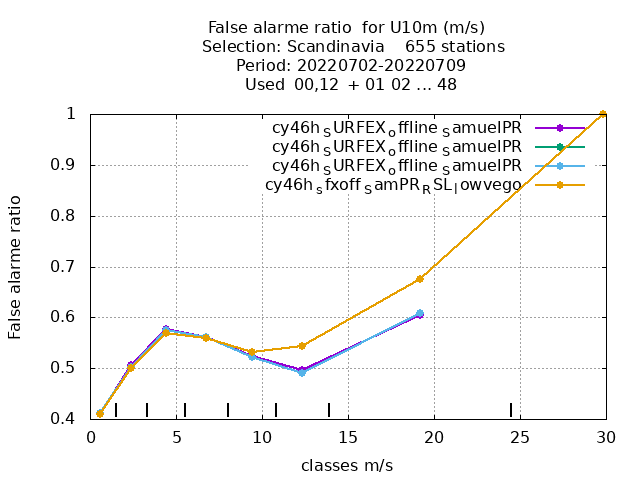 False alarme ratio  for U10m (m/s)
Selection: Scandinavia    655 stations
Period: 20220702-20220709
Used  00,12  + 01 02 ... 48
cy46h_SURFEX_offline_SamuelPR
cy46h_SURFEX_offline_SamuelPR
cy46h_SURFEX_offline_SamuelPR
cy46h_sfxoff_SamPR_RSL_lowvego
1
0.9
0.8
0.7
0.6
0.5
0.4
False alarme ratio
0 5 10 15 20 25 30
classes m/s